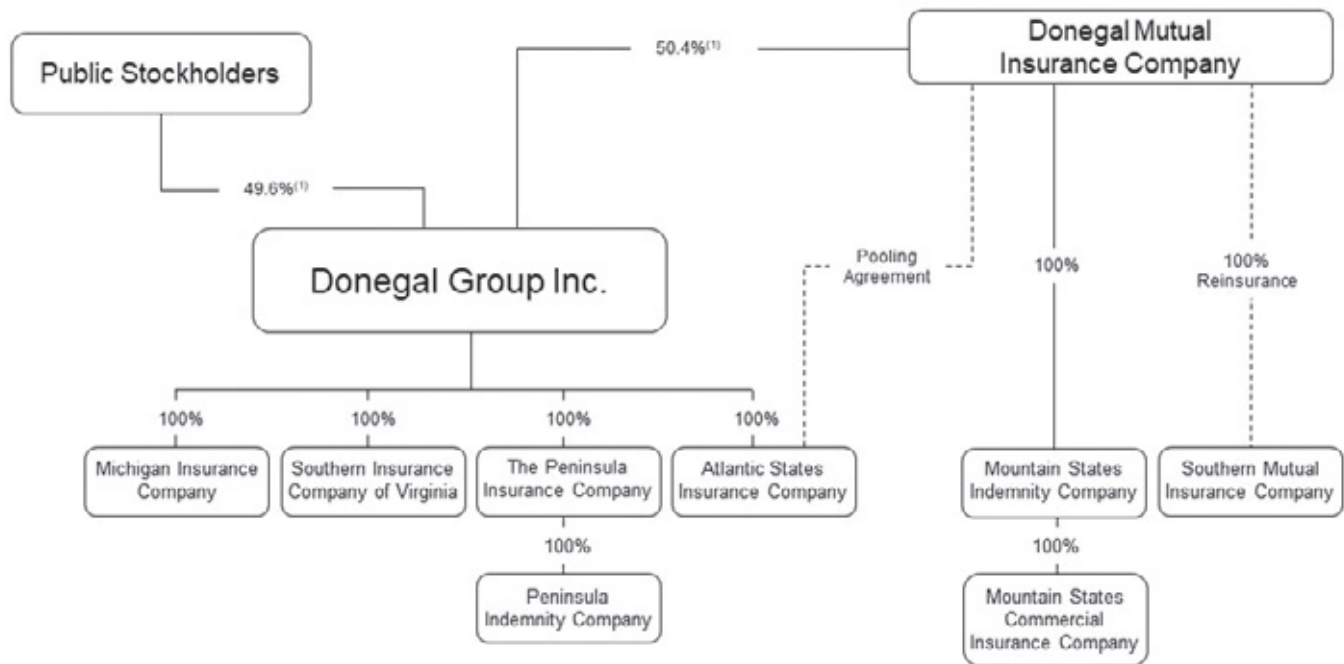 Public Stockholders
50.4%(1)
Donegal Mutual
Insurance Company
49.6%(1)
Donegal Group Inc.
Pooling
Agreement
100%
100%
Reinsurance
100%
100%
100%
100%
Michigan Insurance
Company
Southern Insurance
Company of Virginia
The Peninsula
Insurance Company
Atlantic States
Insurance Company
Mountain States
Indemnity Company
Southern Mutual
Insurance Company
100%
100%
Peninsula
Indemnity Company
Mountain States
Commercial
Insurance Company